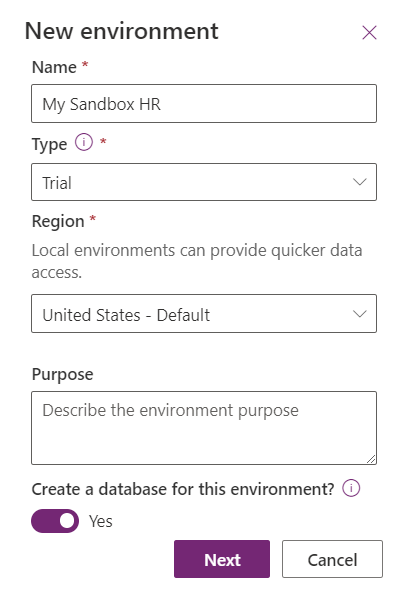 New environment
Name *
My Sandbox HR
Type *
Trial
Region *
Local environments can provide quicker data
access.
United States - Default
Purpose
Describe the environment purpose
Create a database for this environment?
Yes
Next
Cancel